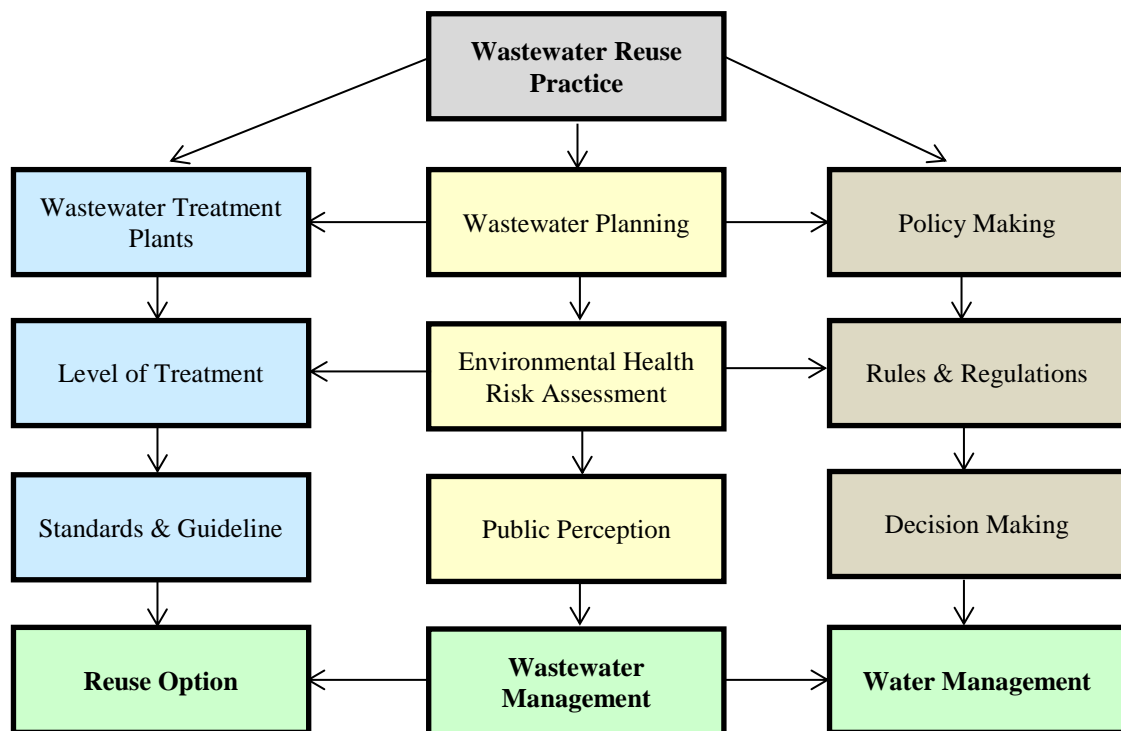 Wastewater Reuse
Practice
Wastewater Treatment
Plants
Wastewater Planning
Policy Making
Level of Treatment
Environmental Health
Risk Assessment
Rules & Regulations
Standards & Guideline
Public Perception
Decision Making
Reuse Option
Wastewater
Management
Water Management